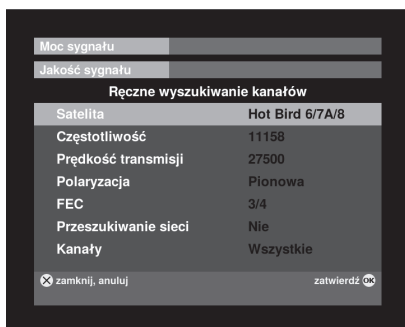 Moc sygnału
Jakość sygnału
Ręczne wyszukiwanie kanałów
Satelita Hot Bird 6/7A/8
Częstotliwość 11158
Prędkość transmisji 27500
Polaryzacja Pionowa
FEC 3/4
Przeszukiwanie sieci Nie
Kanały Wszystkie
zamknij, anuluj zatwierdź OK